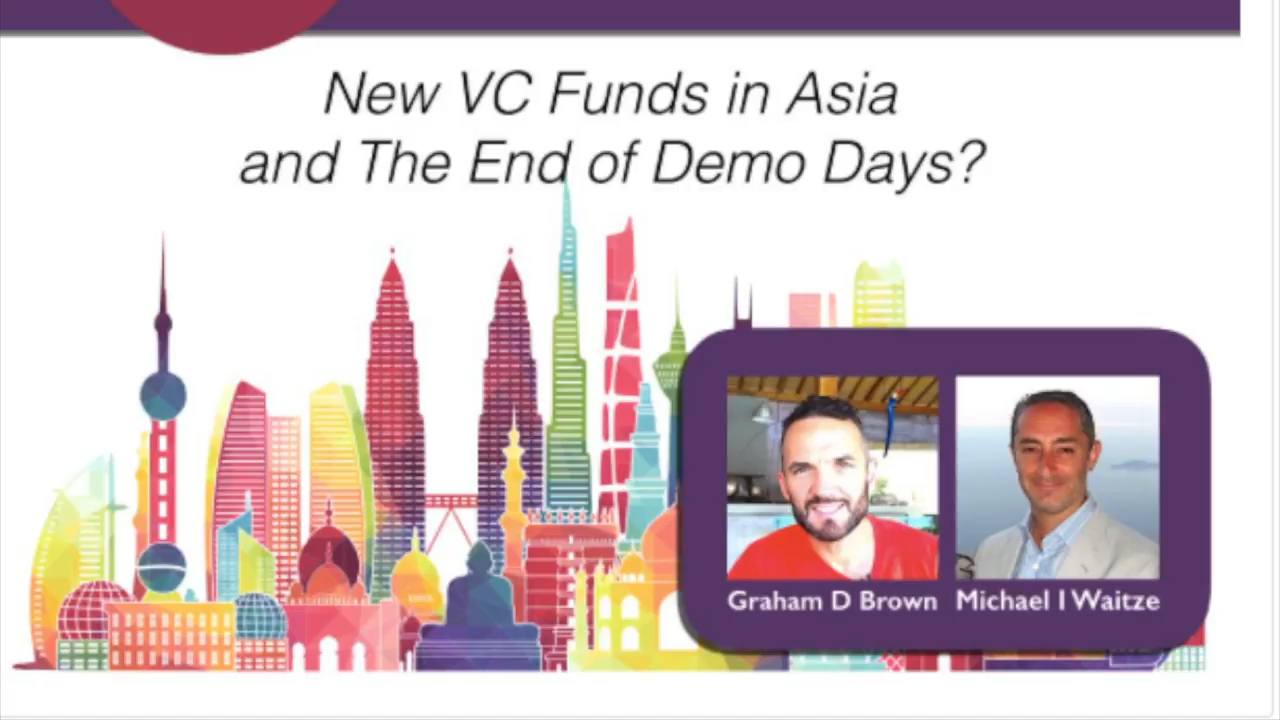 New VC Funds in Asia
and The End of Demo Days?
Graham D Brown
Michael I Waitze